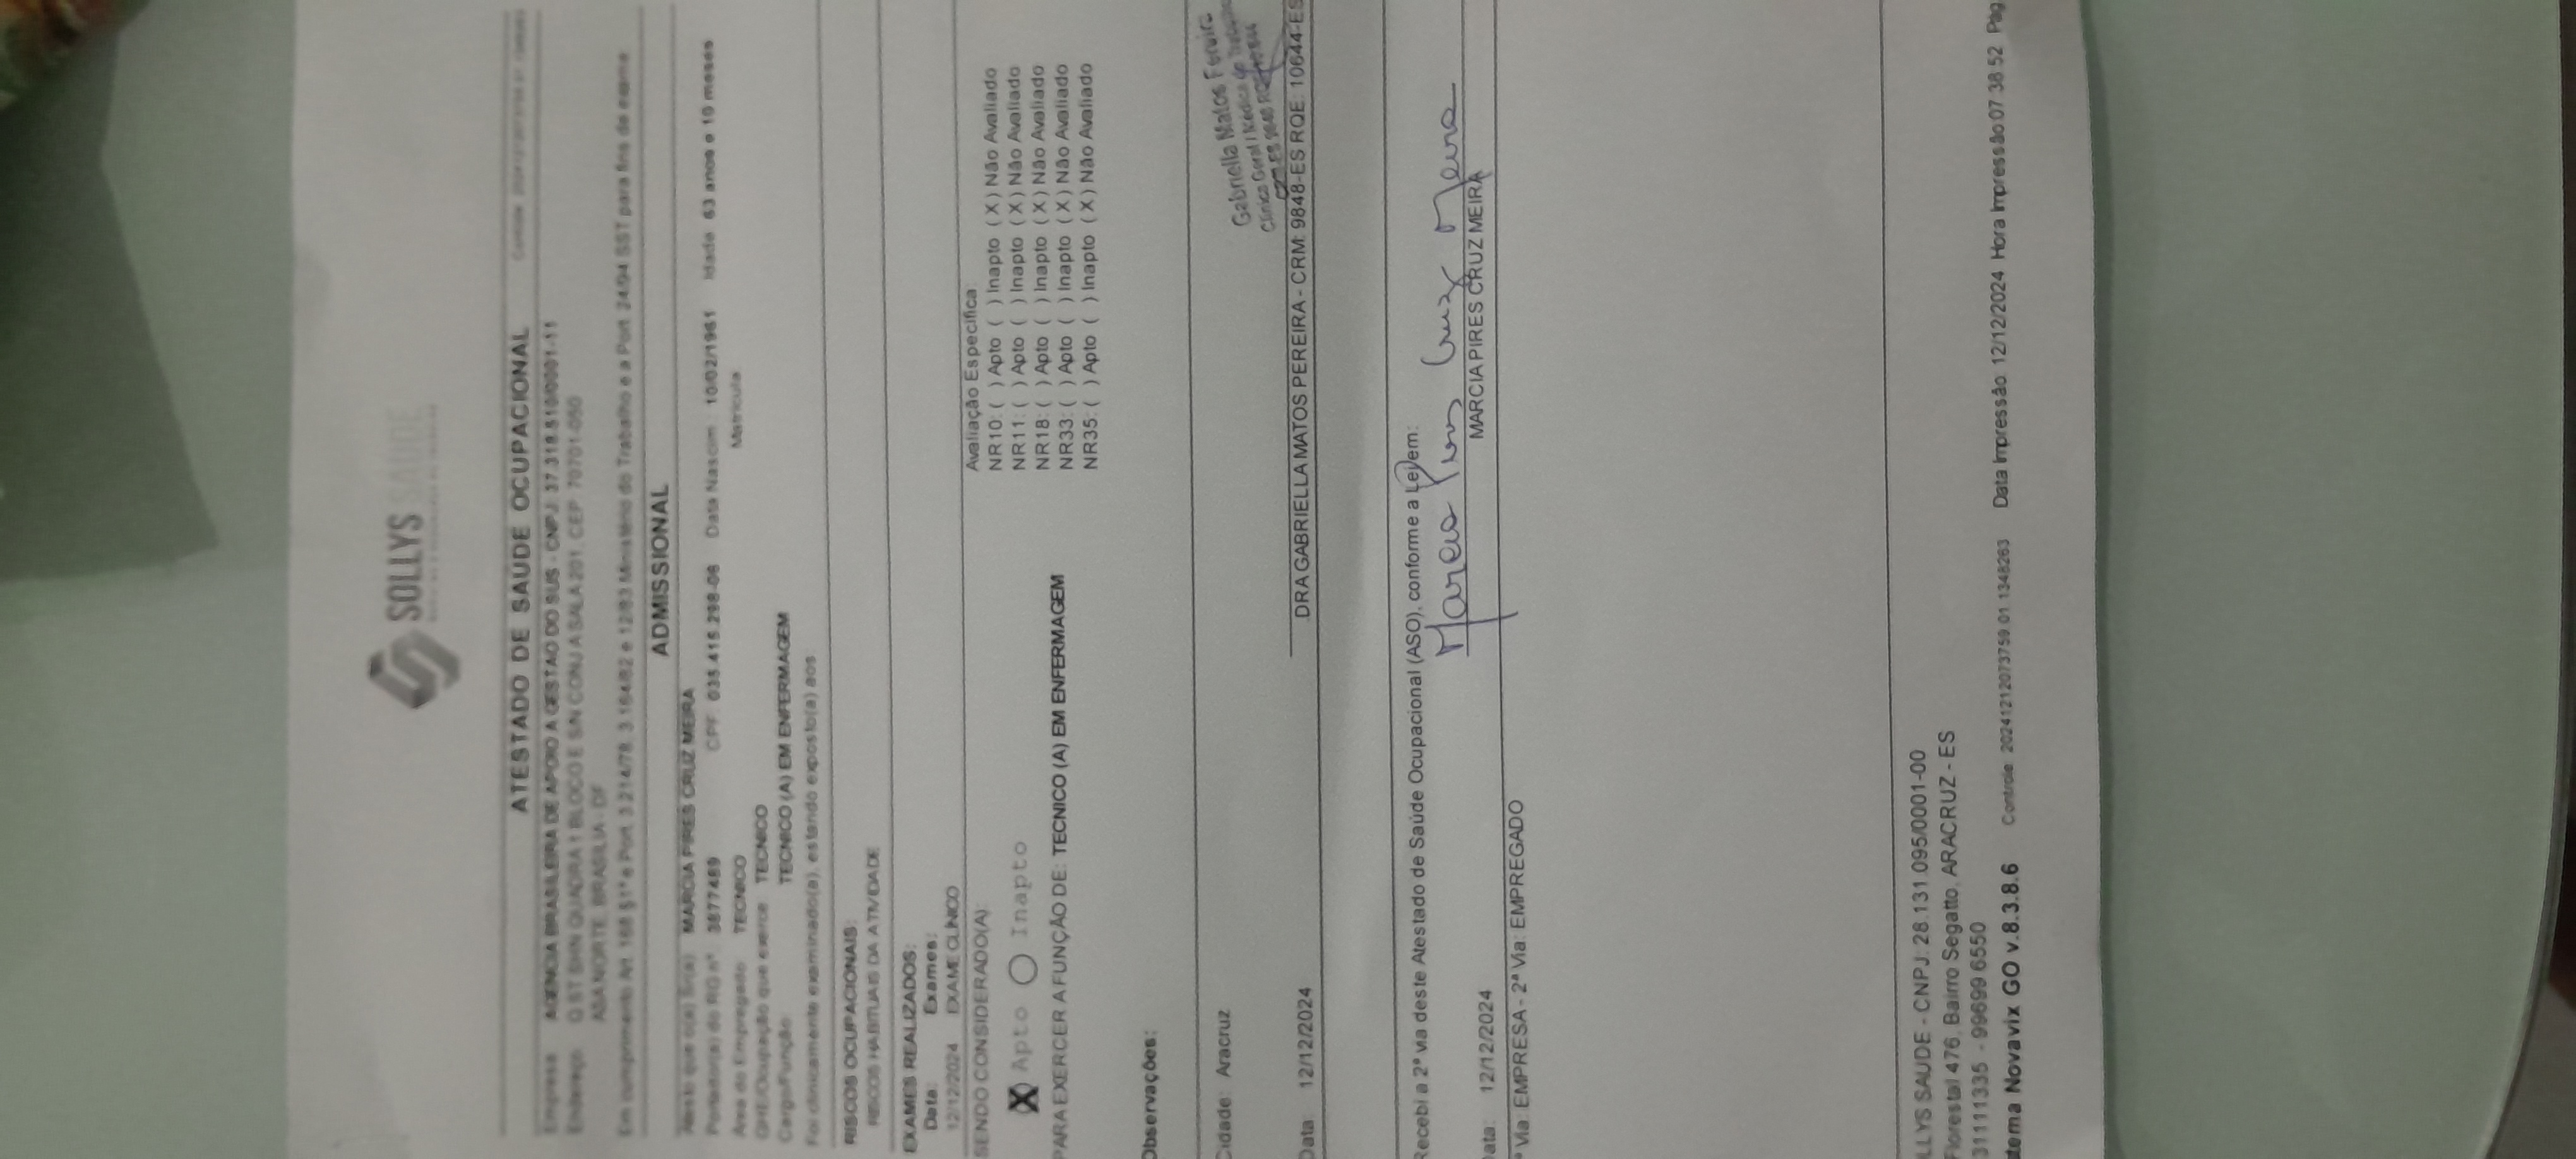 SOLLYS SAUDE
ATESTADO DE SAUDE OCUPACIONAL
Empresa: AGENCIA BRASILEIRA DE APOIO A GESTAO DO SUS - CNPJ: 37.318.510/0001-11
Endereço: Q ST SHN QUADRA 1 BLOCO E S/N CONJ A SALA 201, CEP: 70701-050
ASA NORTE, BRASILIA - DF
Em cumprimento Art. 168 §1º e Port. 3.214/78, 3.164/82 e 12/83 Ministério do Trabalho e a Port. 24/94 SST para fins de exame
ADMISSIONAL
Atesto que o(a) Sr(a) MARCIA PIRES CRUZ MEIRA
Portador(a) do RG nº 3877489 CPF: 035.415.298-06 Data Nascim.: 10/02/1961 Idade: 63 anos e 10 meses
Área do Empregado: TECNICO Matrícula:
GHE/Ocupação que exerce: TECNICO
Cargo/Função: TECNICO (A) EM ENFERMAGEM
Foi clinicamente examinado(a), estando exposto(a) aos:
RISCOS OCUPACIONAIS:
RISCOS HABITUAIS DA ATIVIDADE
EXAMES REALIZADOS:
Data: Exames:
12/12/2024 EXAME CLÍNICO
SENDO CONSIDERADO(A):
X Apto Inapto
PARA EXERCER A FUNÇÃO DE: TECNICO (A) EM ENFERMAGEM
Avaliação Específica
NR10: ( ) Apto ( ) Inapto (X) Não Avaliado
NR11: ( ) Apto ( ) Inapto (X) Não Avaliado
NR18: ( ) Apto ( ) Inapto (X) Não Avaliado
NR33: ( ) Apto ( ) Inapto (X) Não Avaliado
NR35: ( ) Apto ( ) Inapto (X) Não Avaliado
Observações:
Cidade: Aracruz
Gabriella Matos Pereira
Clínica Geral / Médica do Trabalho
CRM-ES 9848 RQE 10644
Data: 12/12/2024
DRA GABRIELLA MATOS PEREIRA - CRM: 9848-ES RQE: 10644-ES
Recebi a 2ª via deste Atestado de Saúde Ocupacional (ASO), conforme a Lei em:
Marcia Pires Cruz Meira
Data: 12/12/2024
MARCIA PIRES CRUZ MEIRA
ª Via: EMPRESA - 2ª Via: EMPREGADO
LLYS SAUDE - CNPJ: 28.131.095/0001-00
Florestal 476, Bairro Segatto, ARACRUZ - ES
31111335 - 99699 6550
tema Novavix GO v.8.3.8.6 Controle: 20241212073759.01.1348263 Data Impressão: 12/12/2024 Hora Impressão:07:38:52 Pág